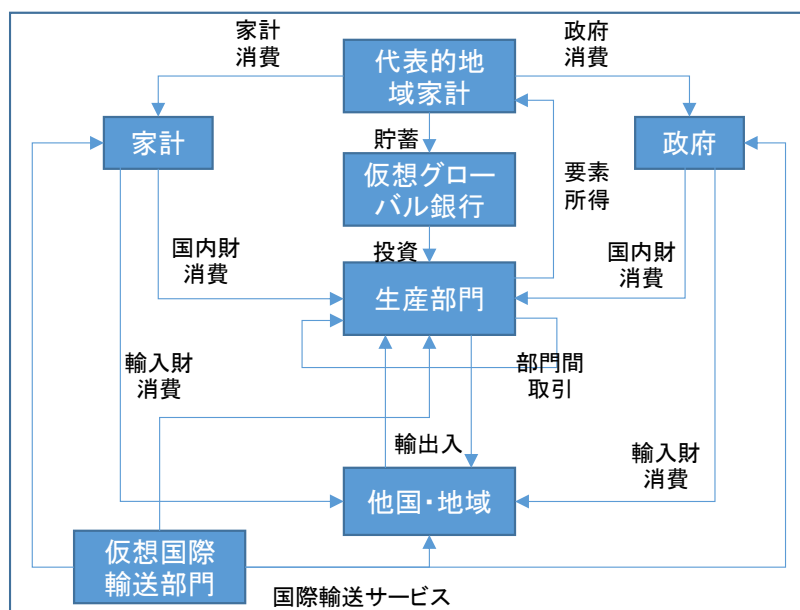 家計
消費
代表的地
域家計
政府
消費
家計
貯蓄
政府
仮想グロー
バル銀行
要素
所得
国内財
消費
投資
国内財
消費
生産部門
輸入財
消費
部門間
取引
輸出入
輸入財
消費
他国・地域
仮想国際
輸送部門
国際輸送サービス